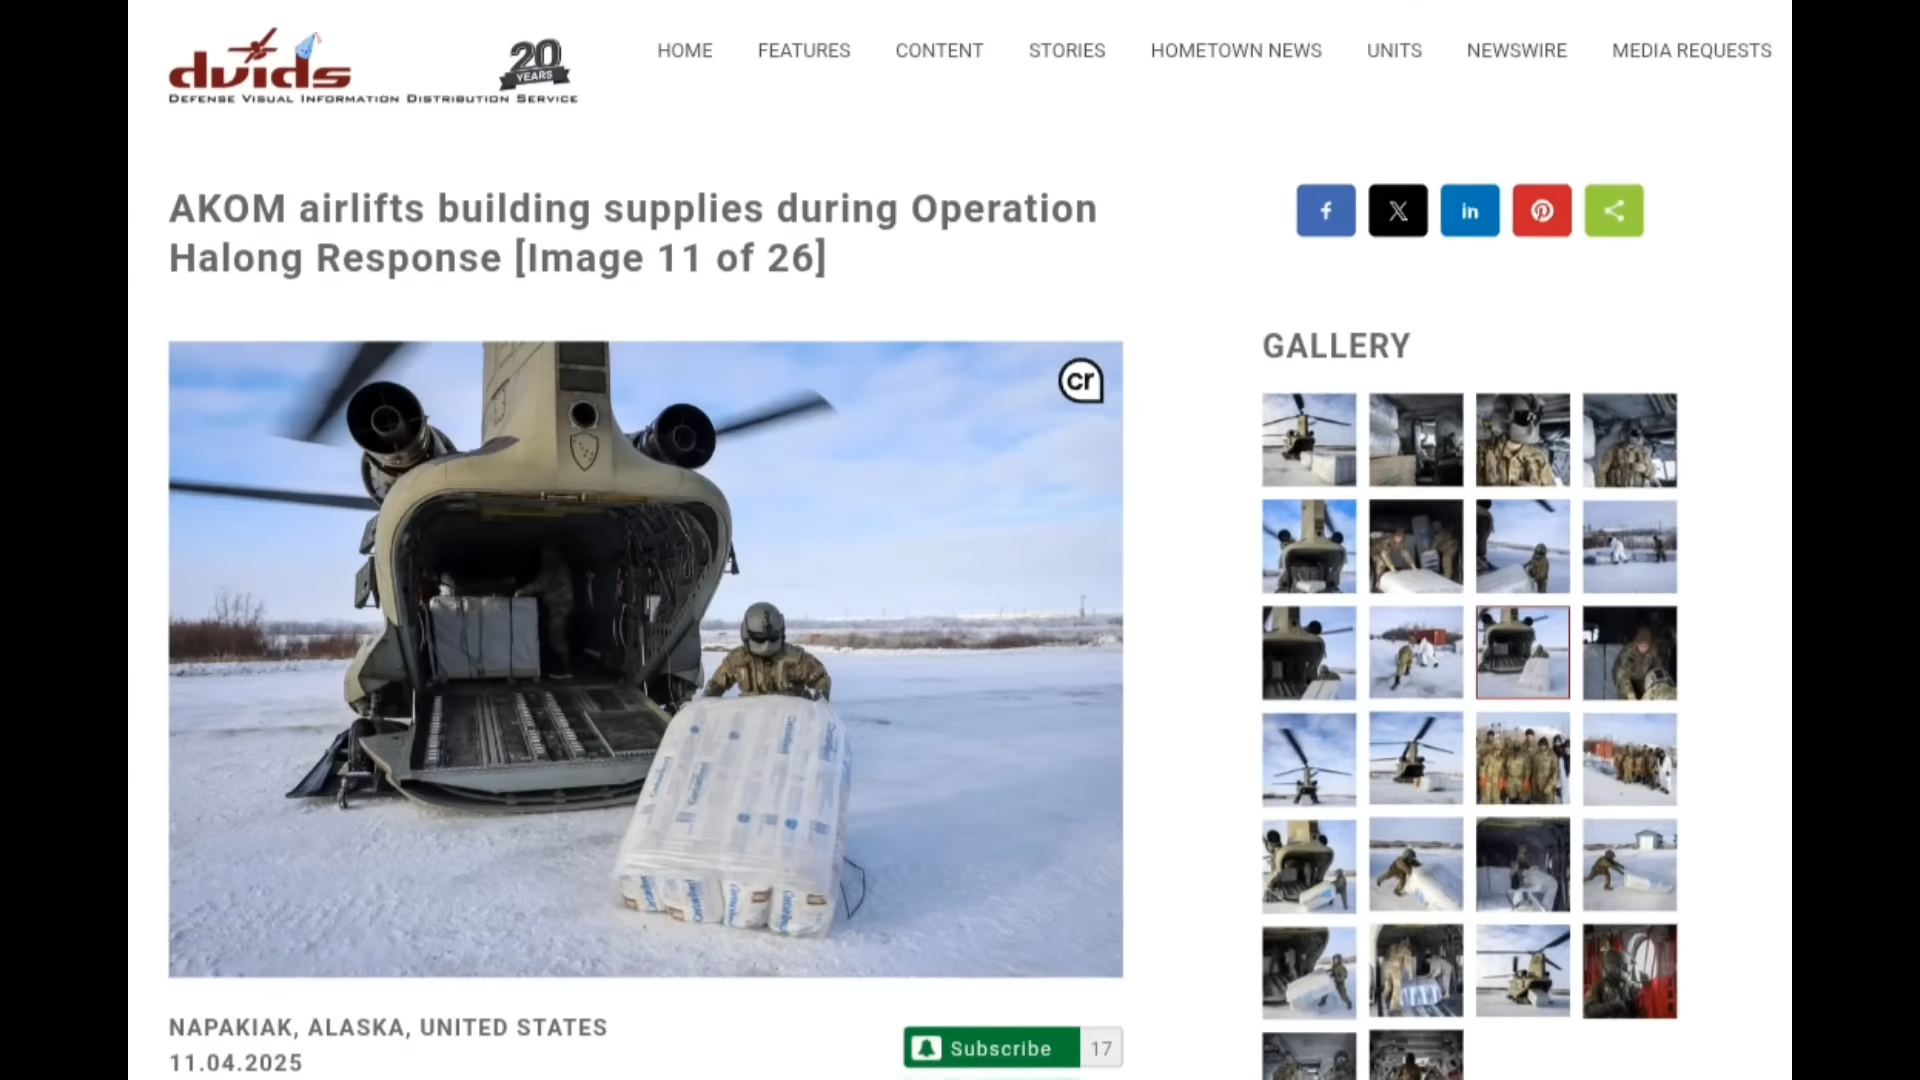 dvids
DEFENSE VISUAL INFORMATION DISTRIBUTION SERVICE
20
YEARS
HOME
FEATURES
CONTENT
STORIES
HOMETOWN NEWS
UNITS
NEWSWIRE
MEDIA REQUESTS
AKOM airlifts building supplies during Operation
Halong Response [Image 11 of 26]
f
X
in
cr
GALLERY
NAPAKIAK, ALASKA, UNITED STATES
11.04.2025
Subscribe
17